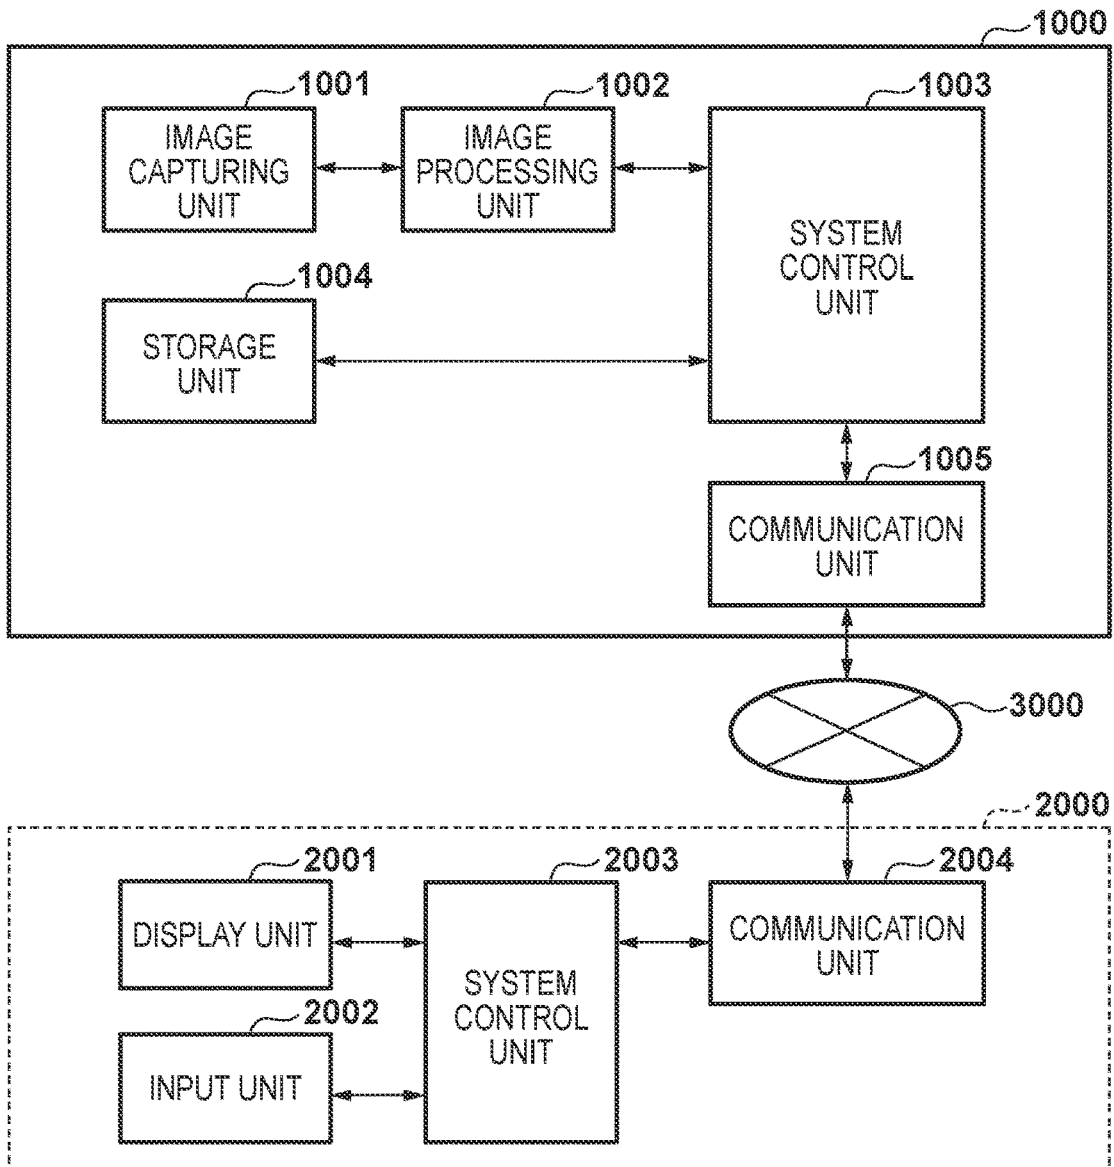 1000
1001
IMAGE
CAPTURING
UNIT
1002
IMAGE
PROCESSING
UNIT
1003
SYSTEM
CONTROL
UNIT
1004
STORAGE
UNIT
1005
COMMUNICATION
UNIT
3000
2000
2001
DISPLAY UNIT
2002
INPUT UNIT
2003
SYSTEM
CONTROL
UNIT
2004
COMMUNICATION
UNIT